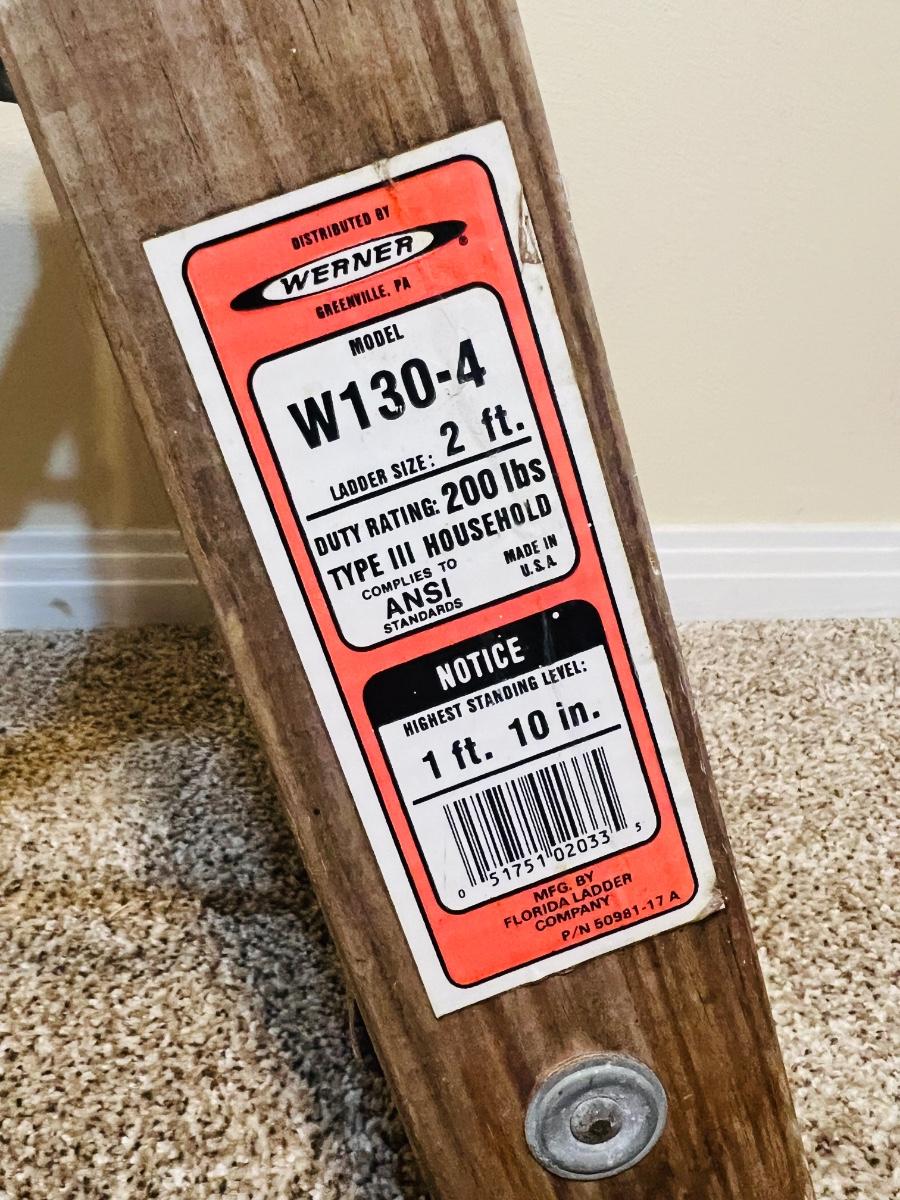 DISTRIBUTED BY
WERNER®
GREENVILLE, PA
MODEL
W130-4
LADDER SIZE: 2 ft.
DUTY RATING: 200 lbs
TYPE III HOUSEHOLD
COMPLIES TO
ANSI
STANDARDS
MADE IN
U.S.A.
NOTICE
HIGHEST STANDING LEVEL:
1 ft. 10 in.
0 51751 02033 5
MFG. BY
FLORIDA LADDER
COMPANY
P/N 50981-17 A